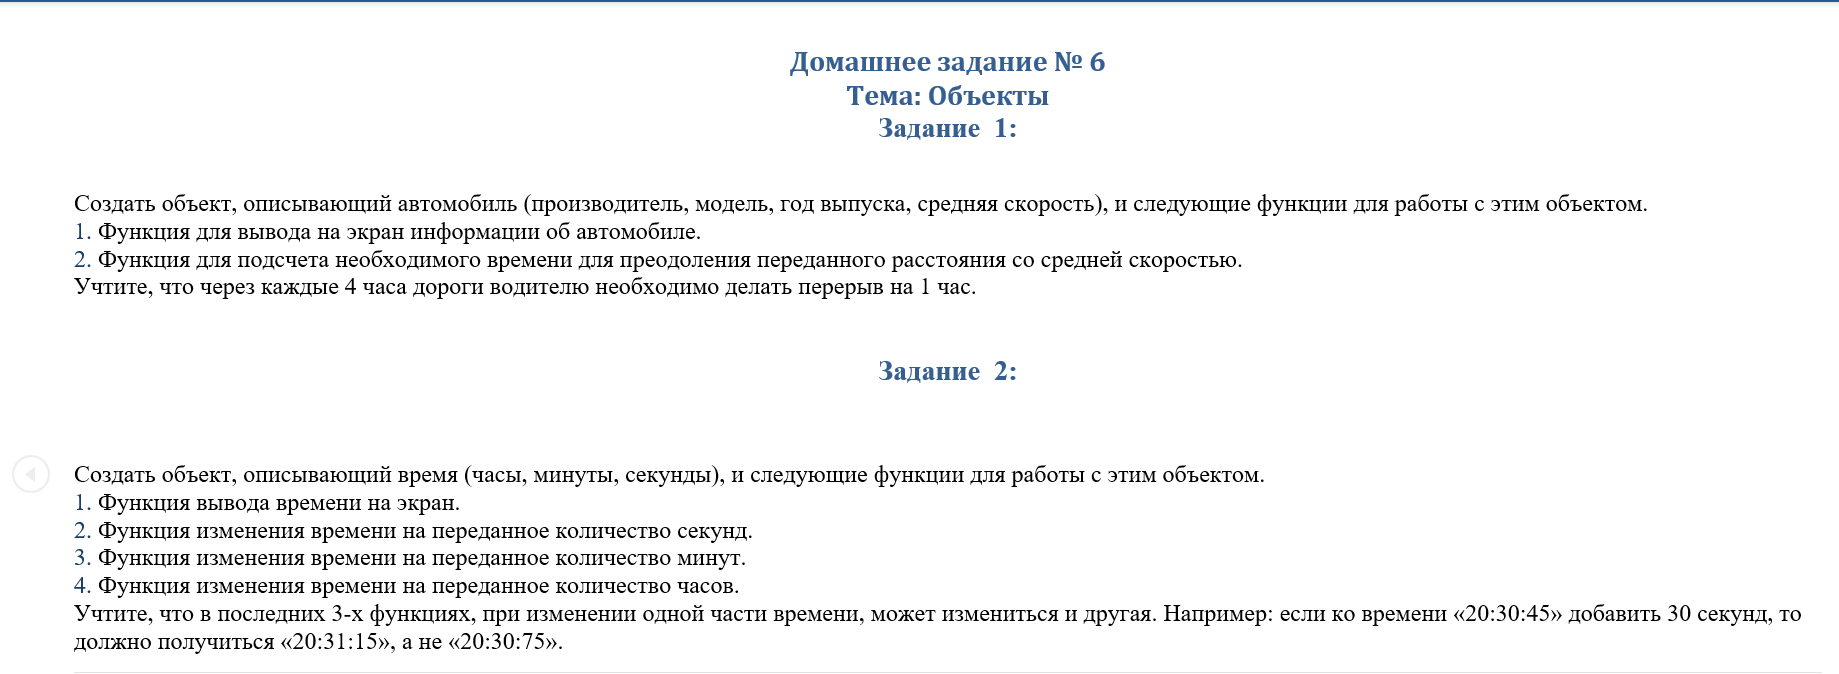 Домашнее задание № 6
Тема: Объекты
Задание 1:
Создать объект, описывающий автомобиль (производитель, модель, год выпуска, средняя скорость), и следующие функции для работы с этим объектом.
1. Функция для вывода на экран информации об автомобиле.
2. Функция для подсчета необходимого времени для преодоления переданного расстояния со средней скоростью.
Учтите, что через каждые 4 часа дороги водителю необходимо делать перерыв на 1 час.
Задание 2:
Создать объект, описывающий время (часы, минуты, секунды), и следующие функции для работы с этим объектом.
1. Функция вывода времени на экран.
2. Функция изменения времени на переданное количество секунд.
3. Функция изменения времени на переданное количество минут.
4. Функция изменения времени на переданное количество часов.
Учтите, что в последних 3-х функциях, при изменении одной части времени, может измениться и другая. Например: если ко времени «20:30:45» добавить 30 секунд, то
должно получиться «20:31:15», а не «20:30:75».